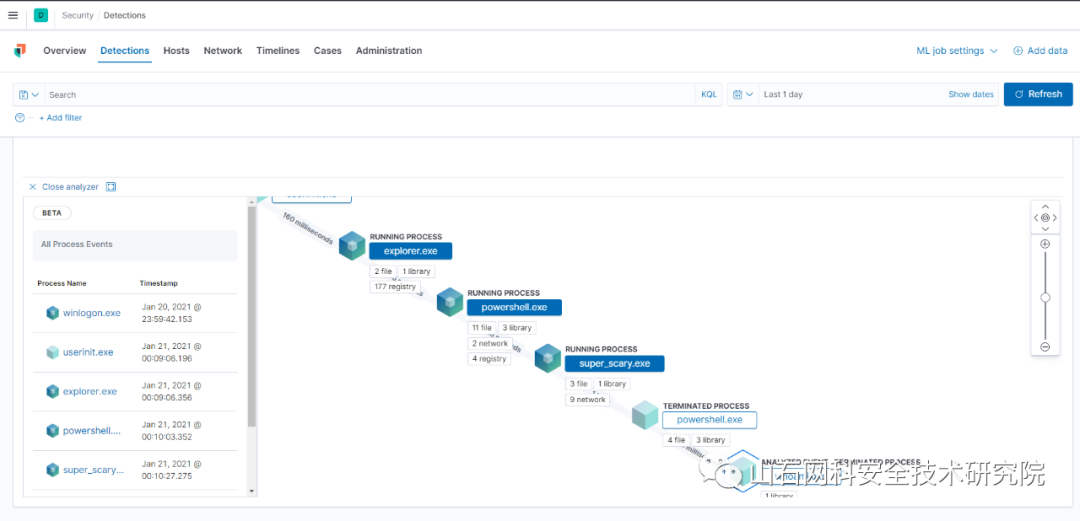 D Security / Detections
Overview Detections Hosts Network Timelines Cases Administration ML job settings Add data
Search KQL Last 1 day Show dates Refresh
+ Add filter
Close analyzer
BETA
All Process Events
Process Name Timestamp
winlogon.exe Jan 20, 2021 @ 23:59:42.153
userinit.exe Jan 21, 2021 @ 00:09:06.196
explorer.exe Jan 21, 2021 @ 00:09:06.356
powershell.... Jan 21, 2021 @ 00:10:03.352
super_scary... Jan 21, 2021 @ 00:10:27.275
160 milliseconds
RUNNING PROCESS
explorer.exe
2 file 1 library
177 registry
RUNNING PROCESS
powershell.exe
11 file 3 library
2 network
4 registry
RUNNING PROCESS
super_scary.exe
3 file 1 library
9 network
TERMINATED PROCESS
powershell.exe
4 file 3 library
ANALYZED EVENT · TERMINATED PROCESS
1 library
山石网科安全技术研究院